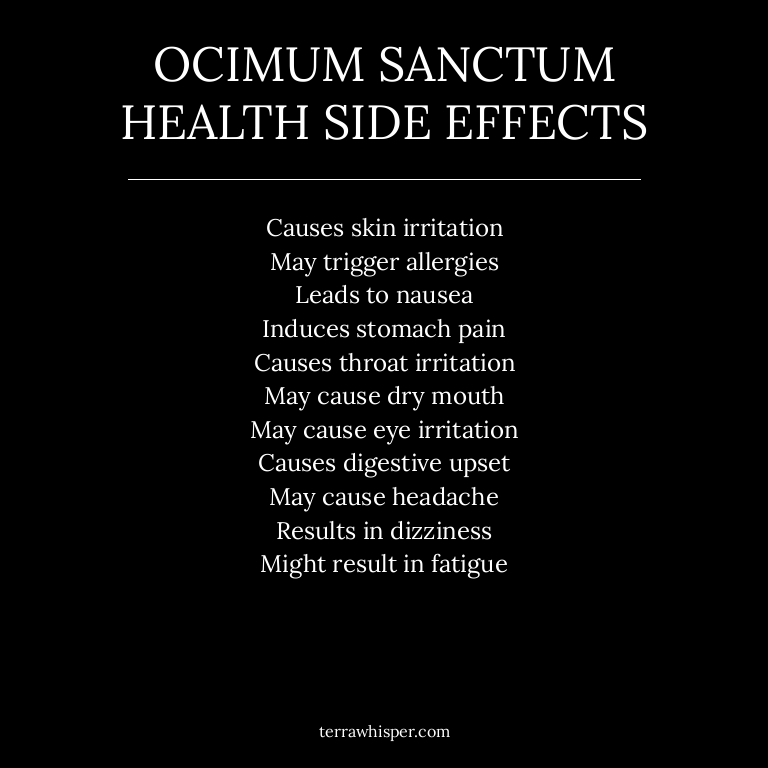 OCIMUM SANCTUM
HEALTH SIDE EFFECTS
Causes skin irritation
May trigger allergies
Leads to nausea
Induces stomach pain
Causes throat irritation
May cause dry mouth
May cause eye irritation
Causes digestive upset
May cause headache
Results in dizziness
Might result in fatigue
terrawhisper.com